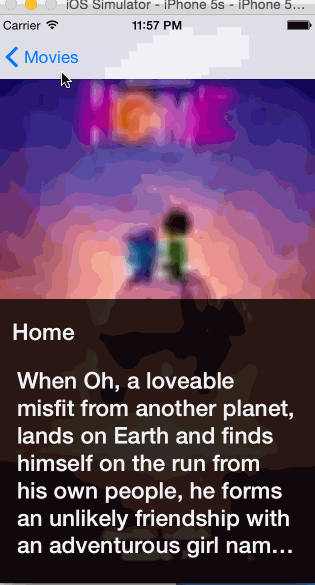 iOS Simulator - iPhone 5s - iPhone 5...
Carrier 11:57 PM
Movies
HOME
Home
When Oh, a loveable
misfit from another planet,
lands on Earth and finds
himself on the run from
his own people, he forms
an unlikely friendship with
an adventurous girl nam...